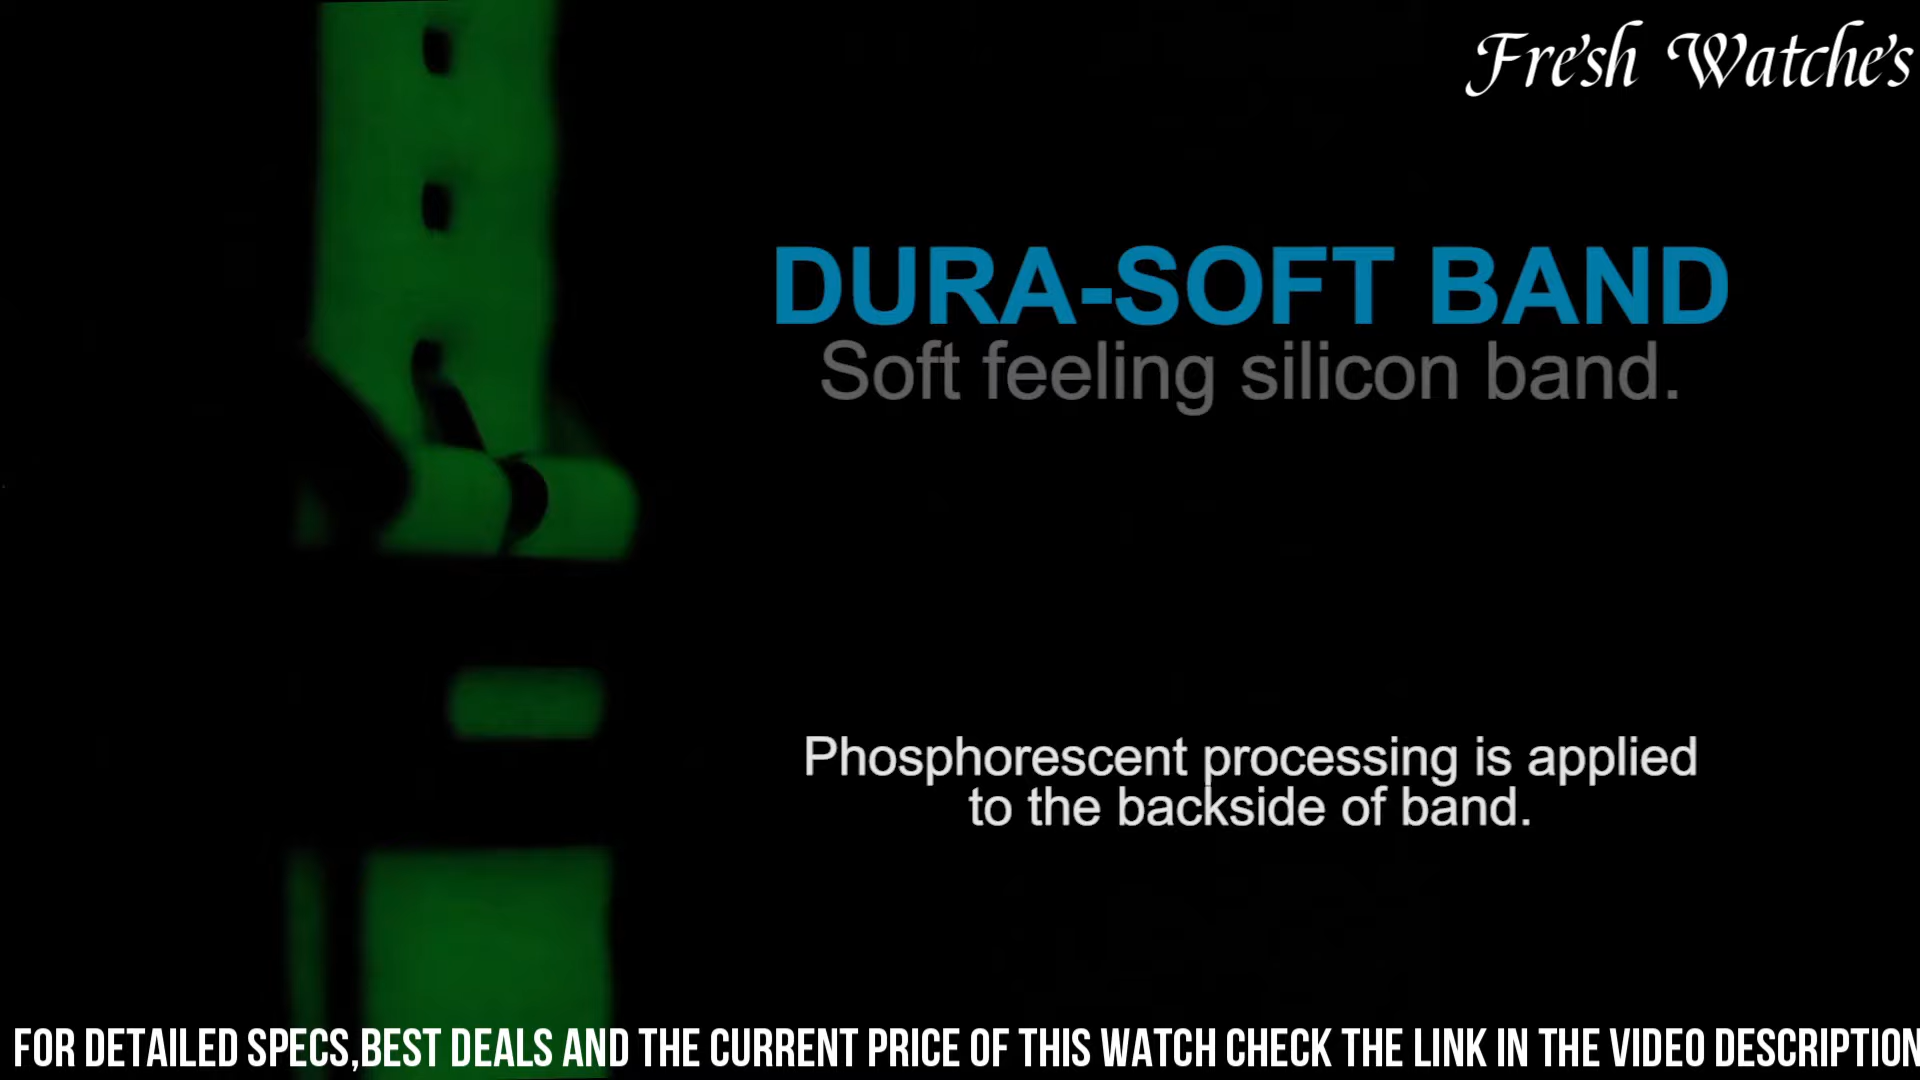 Fre'sh Watche's
DURA-SOFT BAND
Soft feeling silicon band.
Phosphorescent processing is applied
to the backside of band.
FOR DETAILED SPECS,BEST DEALS AND THE CURRENT PRICE OF THIS WATCH CHECK THE LINK IN THE VIDEO DESCRIPTION